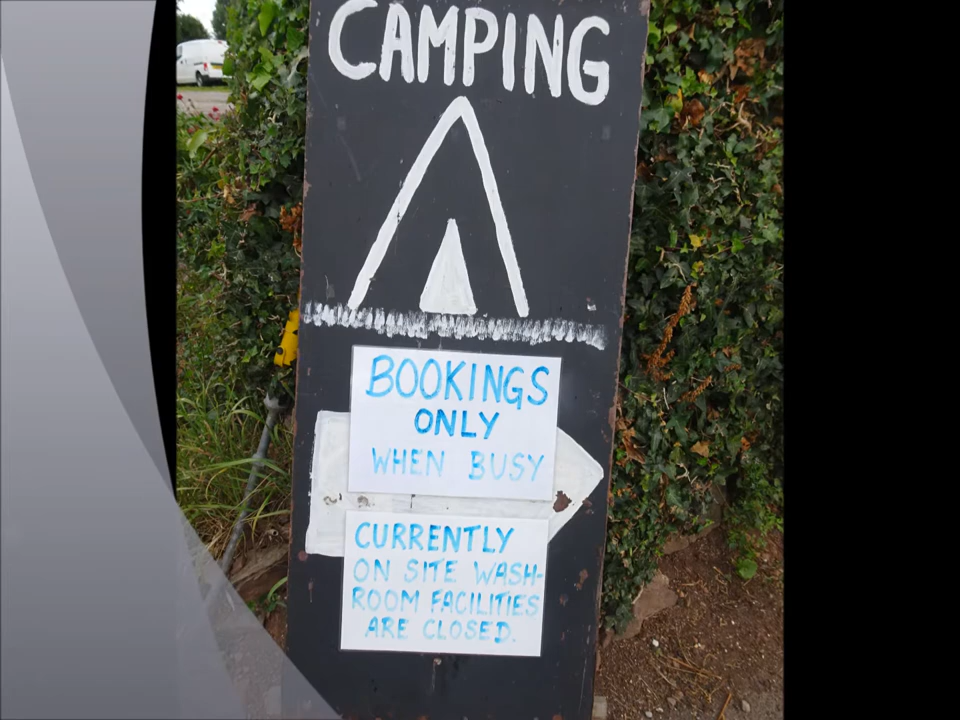 CAMPING
BOOKINGS
ONLY
WHEN BUSY
CURRENTLY
ON SITE WASH-
ROOM FACILITIES
ARE CLOSED.